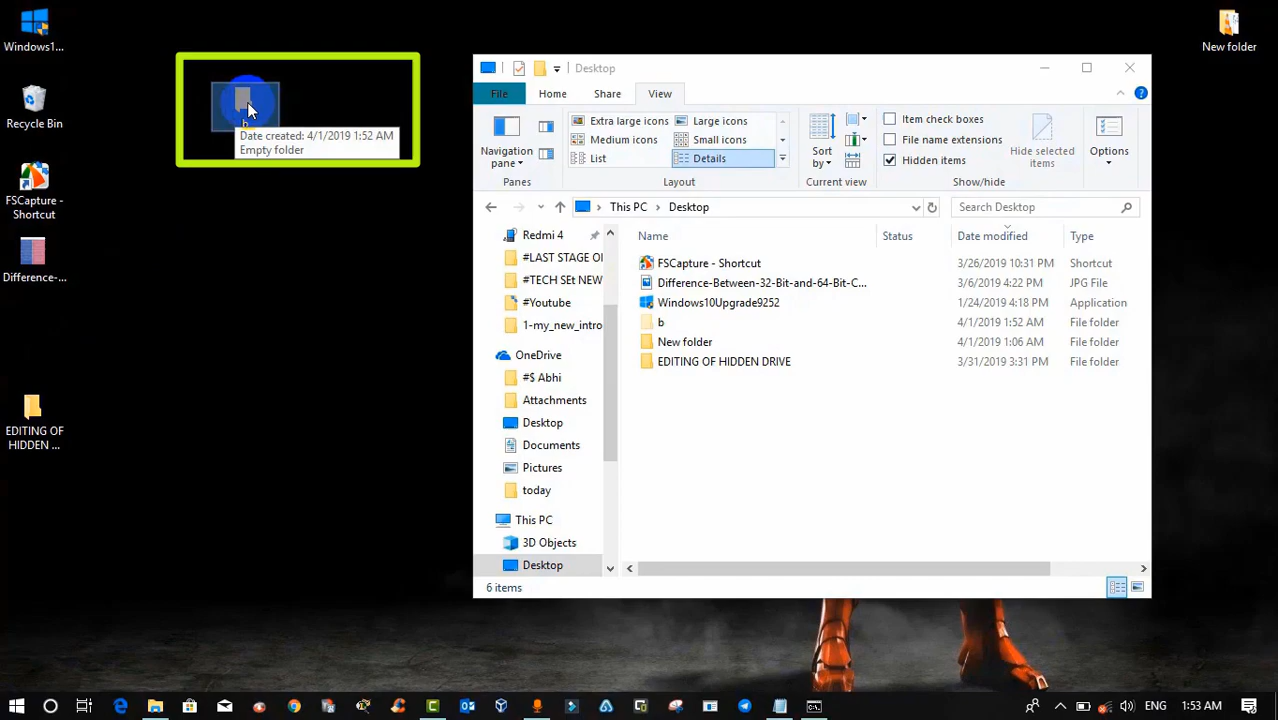 Windows1...
Recycle Bin
FSCapture -
Shortcut
Difference-...
EDITING OF
HIDDEN ...
New folder
Date created: 4/1/2019 1:52 AM
Empty folder
Desktop
File
Home
Share
View
Navigation
pane
Extra large icons
Large icons
Medium icons
Small icons
List
Details
Sort
by
Item check boxes
File name extensions
Hidden items
Hide selected
items
Options
Panes
Layout
Current view
Show/hide
This PC
Desktop
Search Desktop
Redmi 4
#LAST STAGE O
#TECH SEt NEW
#Youtube
1-my_new_intro
OneDrive
#$ Abhi
Attachments
Desktop
Documents
Pictures
today
This PC
3D Objects
Desktop
Name Status Date modified Type
FSCapture - Shortcut 3/26/2019 10:31 PM Shortcut
Difference-Between-32-Bit-and-64-Bit-C... 3/6/2019 4:22 PM JPG File
Windows10Upgrade9252 1/24/2019 4:18 PM Application
b 4/1/2019 1:52 AM File folder
New folder 4/1/2019 1:06 AM File folder
EDITING OF HIDDEN DRIVE 3/31/2019 3:31 PM File folder
6 items
ENG
1:53 AM